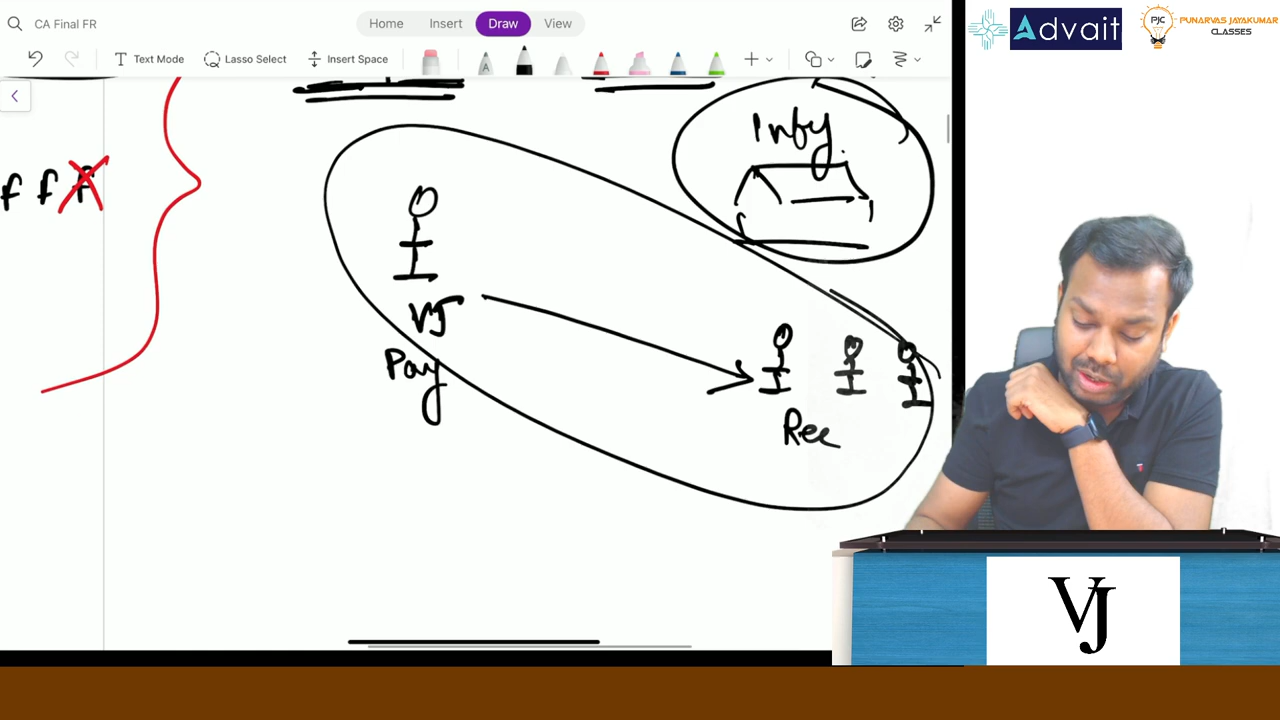 CA Final FR
Home Insert Draw View
Text Mode Lasso Select Insert Space
Advait
PJC
PUNARVAS JAYAKUMAR
CLASSES
Infy.
f f f
VJ
Pay
Rec
VJ